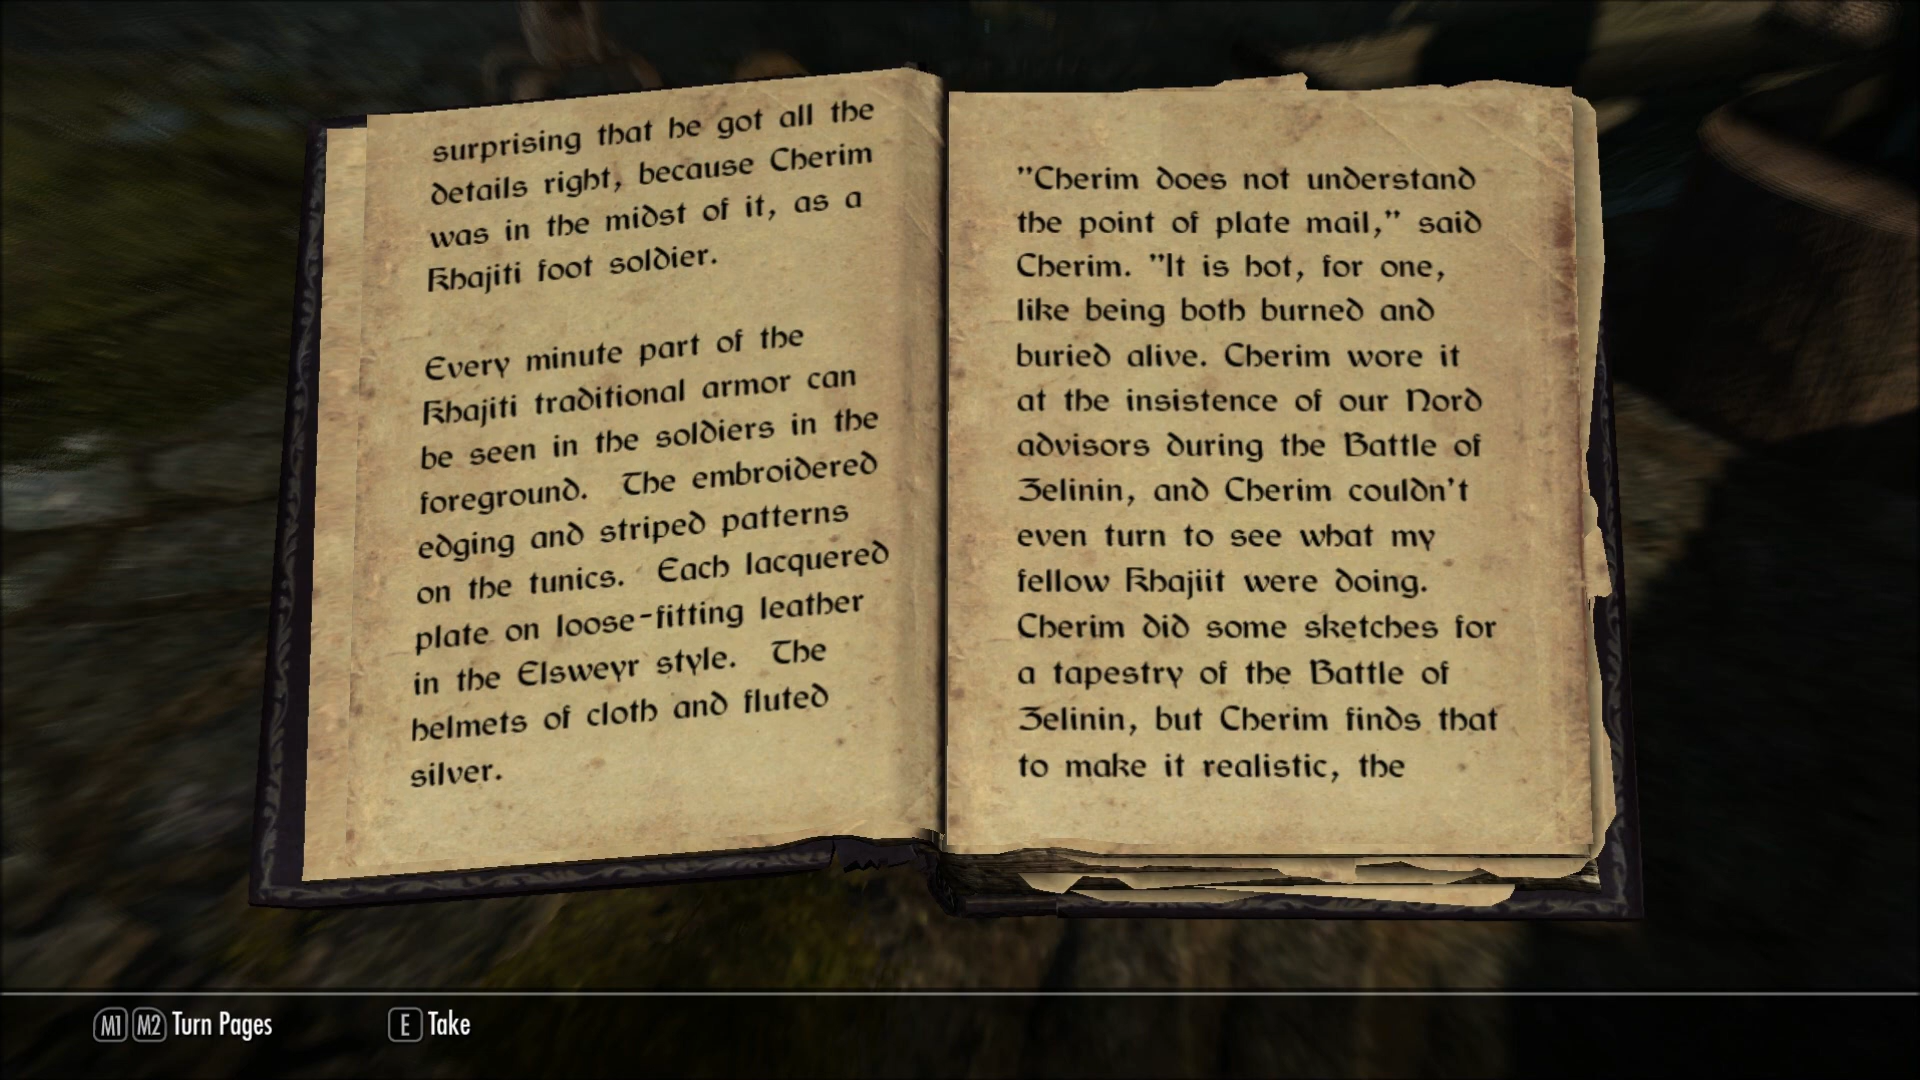 surprising that he got all the
details right, because Cherim
was in the midst of it, as a
Khajiti foot soldier.
Every minute part of the
Khajiti traditional armor can
be seen in the soldiers in the
foreground.  The embroidered
edging and striped patterns
on the tunics.  Each lacquered
plate on loose-fitting leather
in the Elsweyr style.  The
helmets of cloth and fluted
silver.
"Cherim does not understand
the point of plate mail," said
Cherim. "It is hot, for one,
like being both burned and
buried alive. Cherim wore it
at the insistence of our Nord
advisors during the Battle of
Zelinin, and Cherim couldn't
even turn to see what my
fellow Khajiit were doing.
Cherim did some sketches for
a tapestry of the Battle of
Zelinin, but Cherim finds that
to make it realistic, the
M1 M2 Turn Pages
E Take